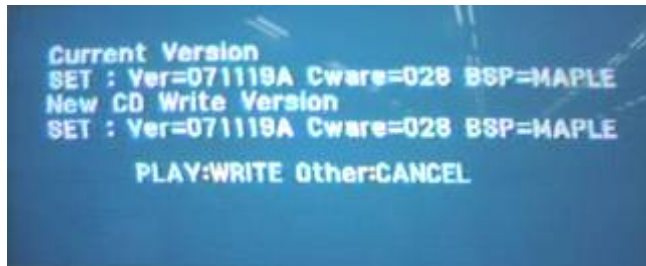 Current Version
SET : Ver=071119A Cware=028 BSP=MAPLE
New CD Write Version
SET : Ver=071119A Cware=028 BSP=MAPLE
PLAY:WRITE Other:CANCEL